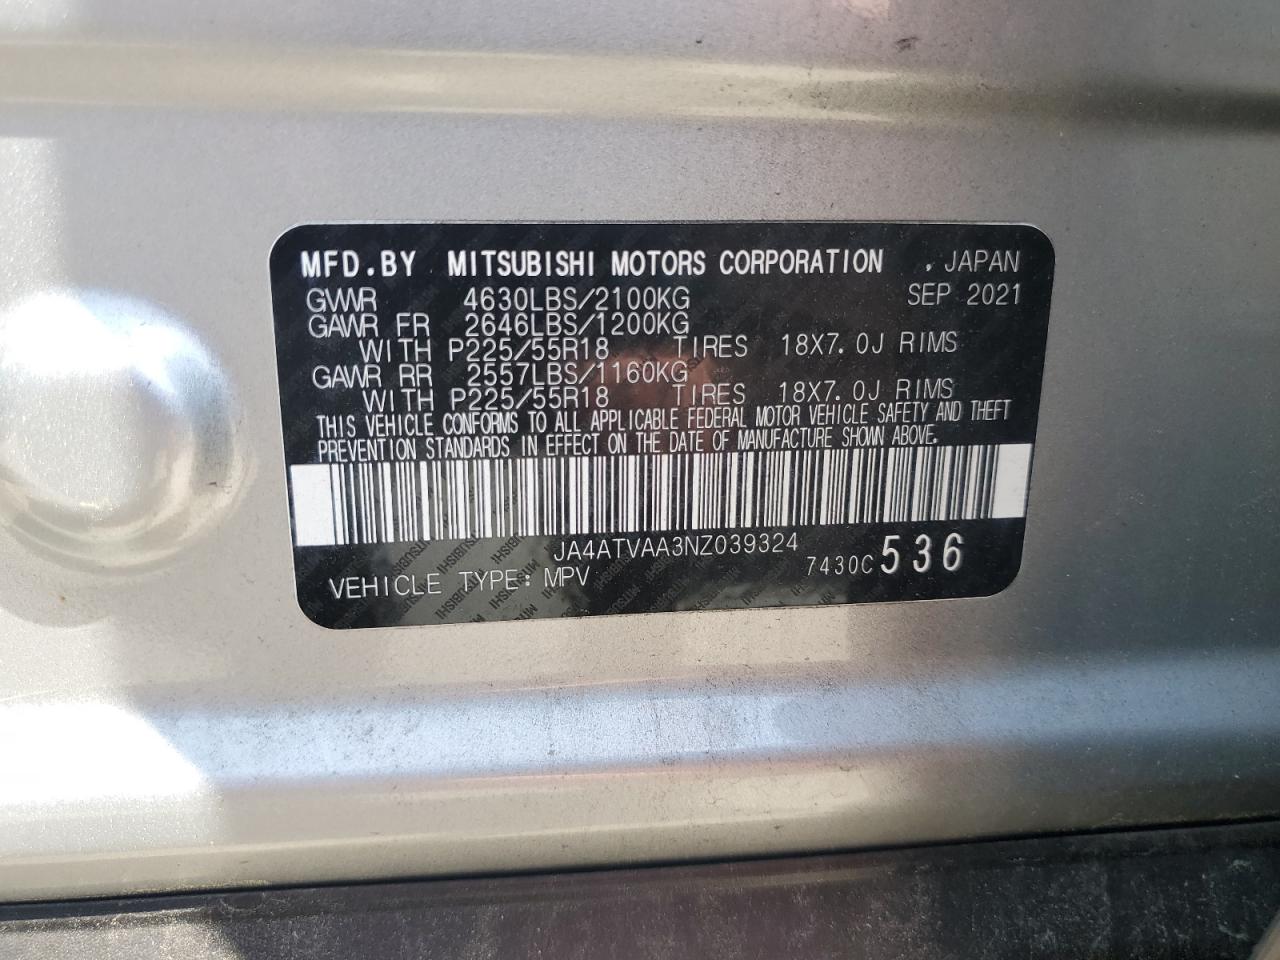 MFD.BY MITSUBISHI MOTORS CORPORATION , JAPAN
GVWR 4630LBS/2100KG SEP 2021
GAWR FR 2646LBS/1200KG
WITH P225/55R18 TIRES 18X7.0J RIMS
GAWR RR 2557LBS/1160KG
WITH P225/55R18 TIRES 18X7.0J RIMS
THIS VEHICLE CONFORMS TO ALL APPLICABLE FEDERAL MOTOR VEHICLE SAFETY AND THEFT
PREVENTION STANDARDS IN EFFECT ON THE DATE OF MANUFACTURE SHOWN ABOVE.
JA4ATVAA3NZ039324
VEHICLE TYPE: MPV 7430C 536